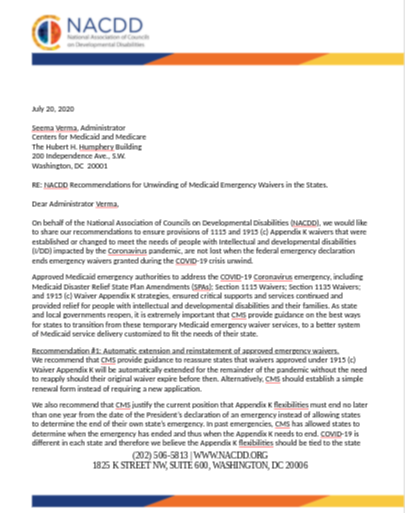 NACDD
National Association of Councils
on Developmental Disabilities
July 20, 2020
Seema Verma, Administrator
Centers for Medicaid and Medicare
The Hubert H. Humphery Building
200 Independence Ave., S.W.
Washington, DC 20001
RE: NACDD Recommendations for Unwinding of Medicaid Emergency Waivers in the States.
Dear Administrator Verma,
On behalf of the National Association of Councils on Developmental Disabilities (NACDD), we would like
to share our recommendations to ensure provisions of 1115 and 1915 (c) Appendix K waivers that were
established or changed to meet the needs of people with Intellectual and developmental disabilities
(I/DD) impacted by the Coronavirus pandemic, are not lost when the federal emergency declaration
ends emergency waivers granted during the COVID-19 crisis unwind.
Approved Medicaid emergency authorities to address the COVID-19 Coronavirus emergency, including
Medicaid Disaster Relief State Plan Amendments (SPAs); Section 1115 Waivers; Section 1135 Waivers;
and 1915 (c) Waiver Appendix K strategies, ensured critical supports and services continued and
provided relief for people with intellectual and developmental disabilities and their families. As state
and local governments reopen, it is extremely important that CMS provide guidance on the best ways
for states to transition from these temporary Medicaid emergency waiver services, to a better system
of Medicaid service delivery customized to fit the needs of their state.
Recommendation #1: Automatic extension and reinstatement of approved emergency waivers.
We recommend that CMS provide guidance to reassure states that waivers approved under 1915 (c)
Waiver Appendix K will be automatically extended for the remainder of the pandemic without the need
to reapply should their original waiver expire before then. Alternatively, CMS should establish a simple
renewal form instead of requiring a new application.
We also recommend that CMS justify the current position that Appendix K flexibilities must end no later
than one year from the date of the President's declaration of an emergency instead of allowing states
to determine the end of their own state's emergency. In past emergencies, CMS has allowed states to
determine when the emergency has ended and thus when the Appendix K needs to end. COVID-19 is
different in each state and therefore we believe the Appendix K flexibilities should be tied to the state
(202) 506-5813 | WWW.NACDD.ORG
1825 K STREET NW, SUITE 600, WASHINGTON, DC 20006